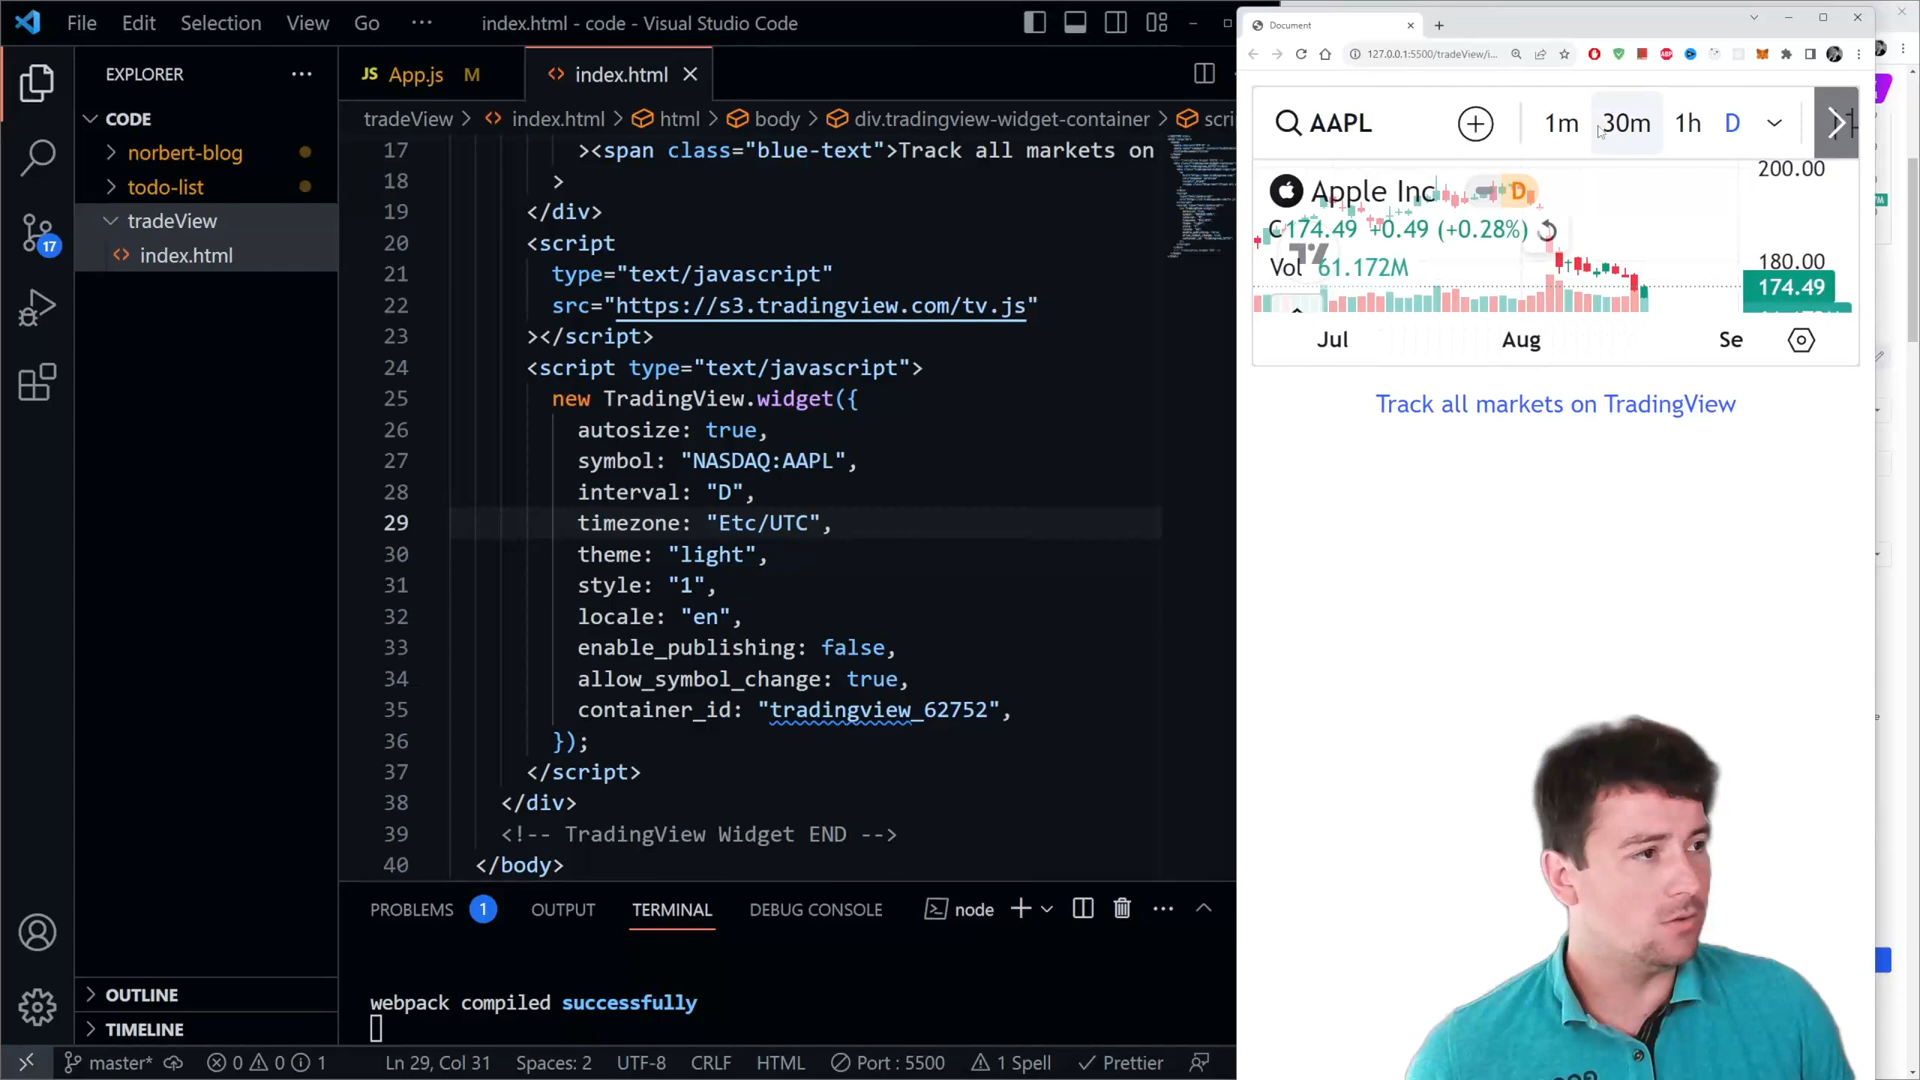 File Edit Selection View Go ··· index.html - code - Visual Studio Code
EXPLORER ···
CODE
norbert-blog
todo-list
tradeView
index.html
17
OUTLINE
TIMELINE
JS App.js M index.html
tradeView > index.html > html > body > div.tradingview-widget-container > scri
17 ><span class="blue-text">Track all markets on
18 >
19 </div>
20 <script
21 type="text/javascript"
22 src="https://s3.tradingview.com/tv.js"
23 ></script>
24 <script type="text/javascript">
25 new TradingView.widget({
26 autosize: true,
27 symbol: "NASDAQ:AAPL",
28 interval: "D",
29 timezone: "Etc/UTC",
30 theme: "light",
31 style: "1",
32 locale: "en",
33 enable_publishing: false,
34 allow_symbol_change: true,
35 container_id: "tradingview_62752",
36 });
37 </script>
38 </div>
39 <!-- TradingView Widget END -->
40 </body>
PROBLEMS 1 OUTPUT TERMINAL DEBUG CONSOLE node ···
webpack compiled successfully
master* 0 0 1 Ln 29, Col 31 Spaces: 2 UTF-8 CRLF HTML Port : 5500 1 Spell Prettier
Document
127.0.0.1:5500/tradeView/i...
AAPL 1m 30m 1h D
Apple Inc D
C174.49 +0.49 (+0.28%)
Vol 61.172M
200.00
180.00
174.49
Jul Aug Se
Track all markets on TradingView